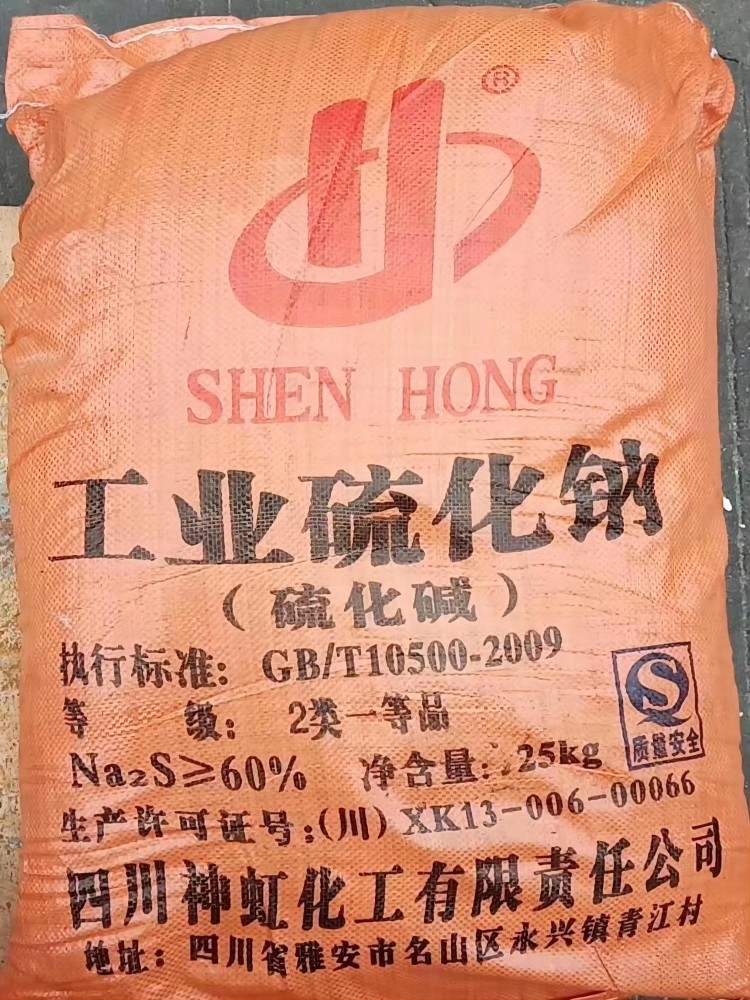 ®
SHEN HONG
工业硫化钠
（硫化碱）
执行标准：GB/T10500-2009
等 级：2类一等品
Na₂S≥60% 净含量：25kg
质量安全
生产许可证号：(川) XK13-006-00066
四川神虹化工有限责任公司
地址：四川省雅安市名山区永兴镇青江村